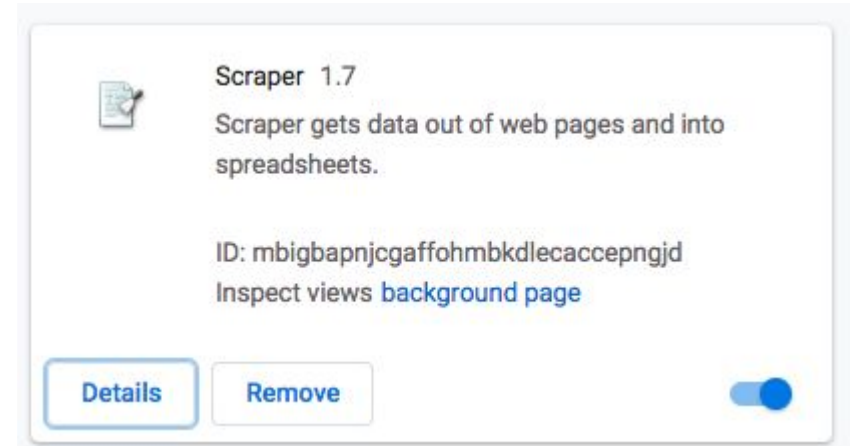 Scraper 1.7
Scraper gets data out of web pages and into
spreadsheets.
ID: mbigbapnjcgaffohmbkdlecaccepngjd
Inspect views background page
Details Remove